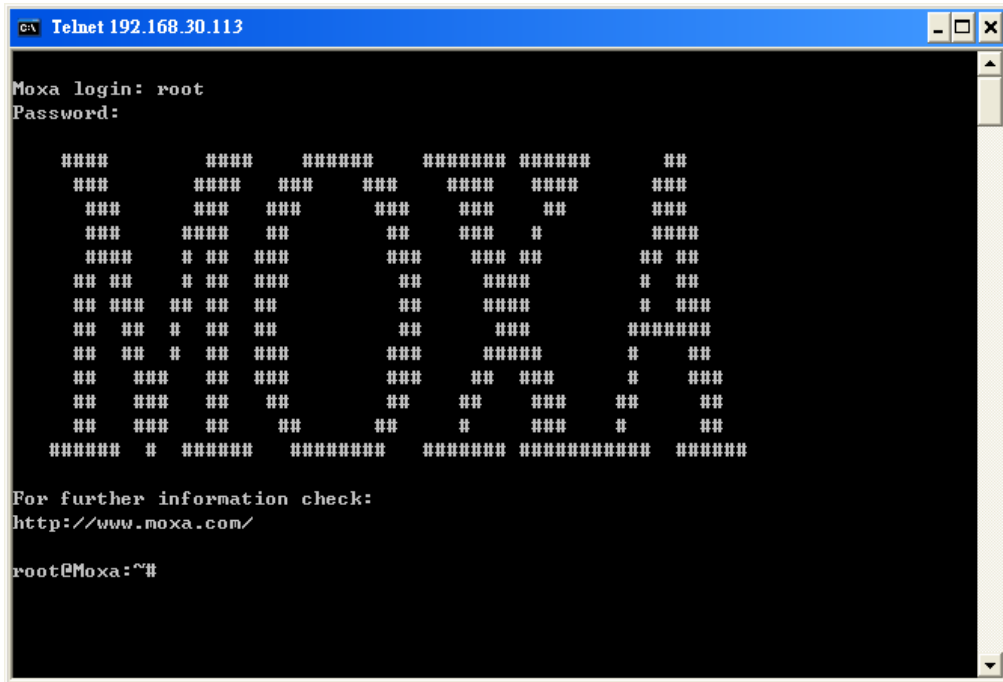 Telnet 192.168.30.113
Moxa login: root
Password:
MOXA
For further information check:
http://www.moxa.com/
root@Moxa:~#